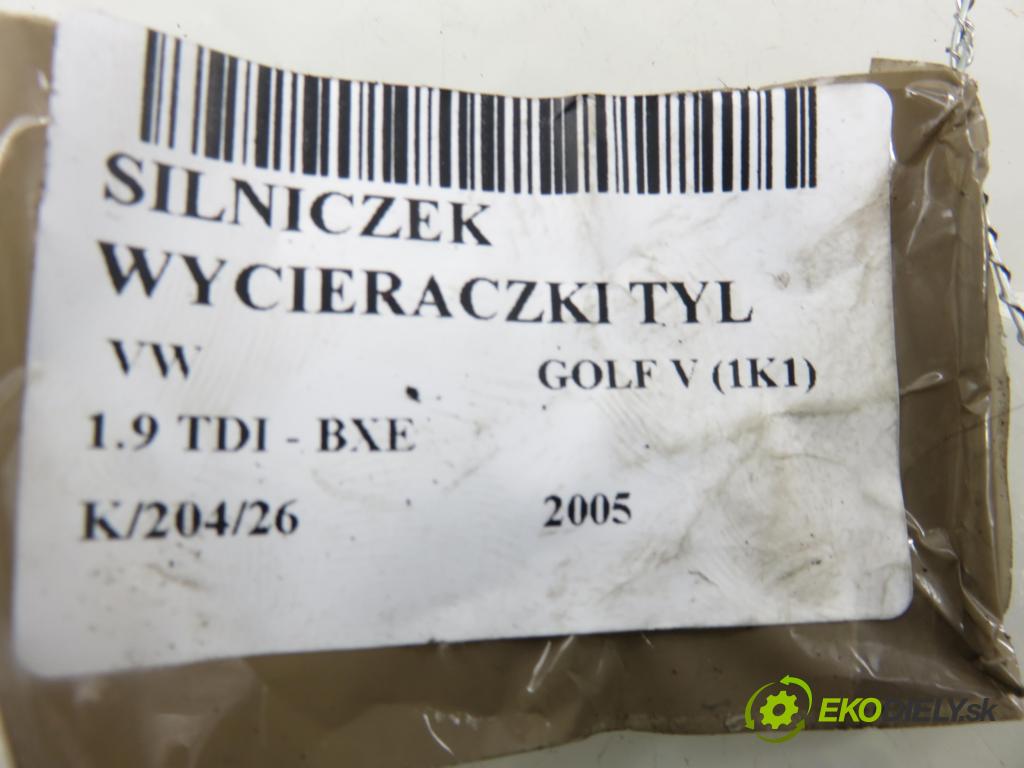 SILNICZEK
WYCIERACZKI TYL
VW GOLF V (1K1)
1.9 TDI - BXE
K/204/26 2005
EKODIELY.sk